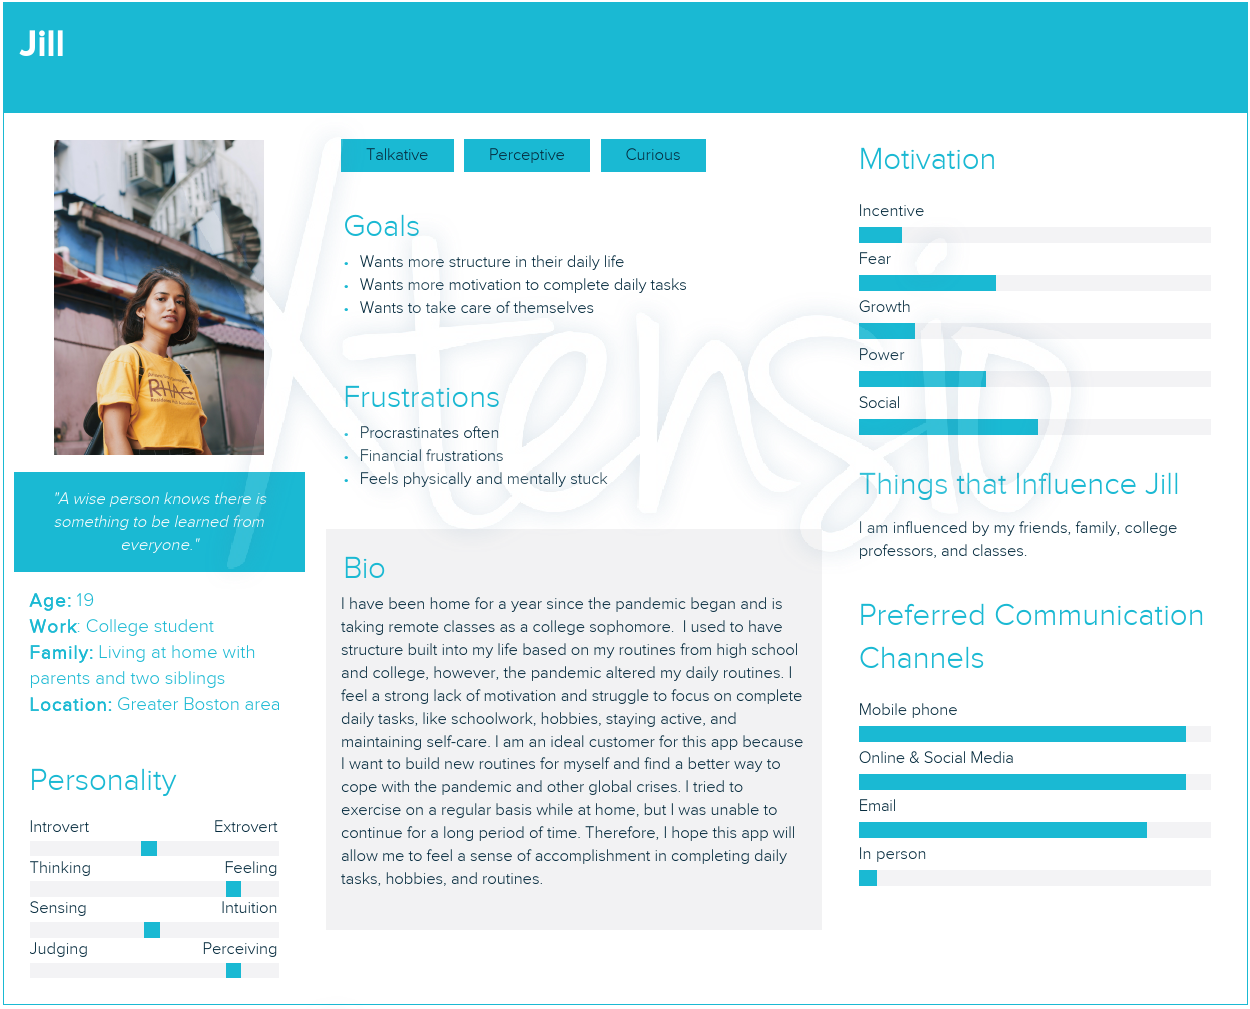 Jill
RHAC
"A wise person knows there is
something to be learned from
everyone."
Age: 19
Work: College student
Family: Living at home with
parents and two siblings
Location: Greater Boston area
Personality
Introvert Extrovert
Thinking Feeling
Sensing Intuition
Judging Perceiving
Talkative Perceptive Curious
Goals
• Wants more structure in their daily life
• Wants more motivation to complete daily tasks
• Wants to take care of themselves
Frustrations
• Procrastinates often
• Financial frustrations
• Feels physically and mentally stuck
Bio
I have been home for a year since the pandemic began and is
taking remote classes as a college sophomore.  I used to have
structure built into my life based on my routines from high school
and college, however, the pandemic altered my daily routines. I
feel a strong lack of motivation and struggle to focus on complete
daily tasks, like schoolwork, hobbies, staying active, and
maintaining self-care. I am an ideal customer for this app because
I want to build new routines for myself and find a better way to
cope with the pandemic and other global crises. I tried to
exercise on a regular basis while at home, but I was unable to
continue for a long period of time. Therefore, I hope this app will
allow me to feel a sense of accomplishment in completing daily
tasks, hobbies, and routines.
Motivation
Incentive
Fear
Growth
Power
Social
Things that Influence Jill
I am influenced by my friends, family, college
professors, and classes.
Preferred Communication
Channels
Mobile phone
Online & Social Media
Email
In person
Xtensio